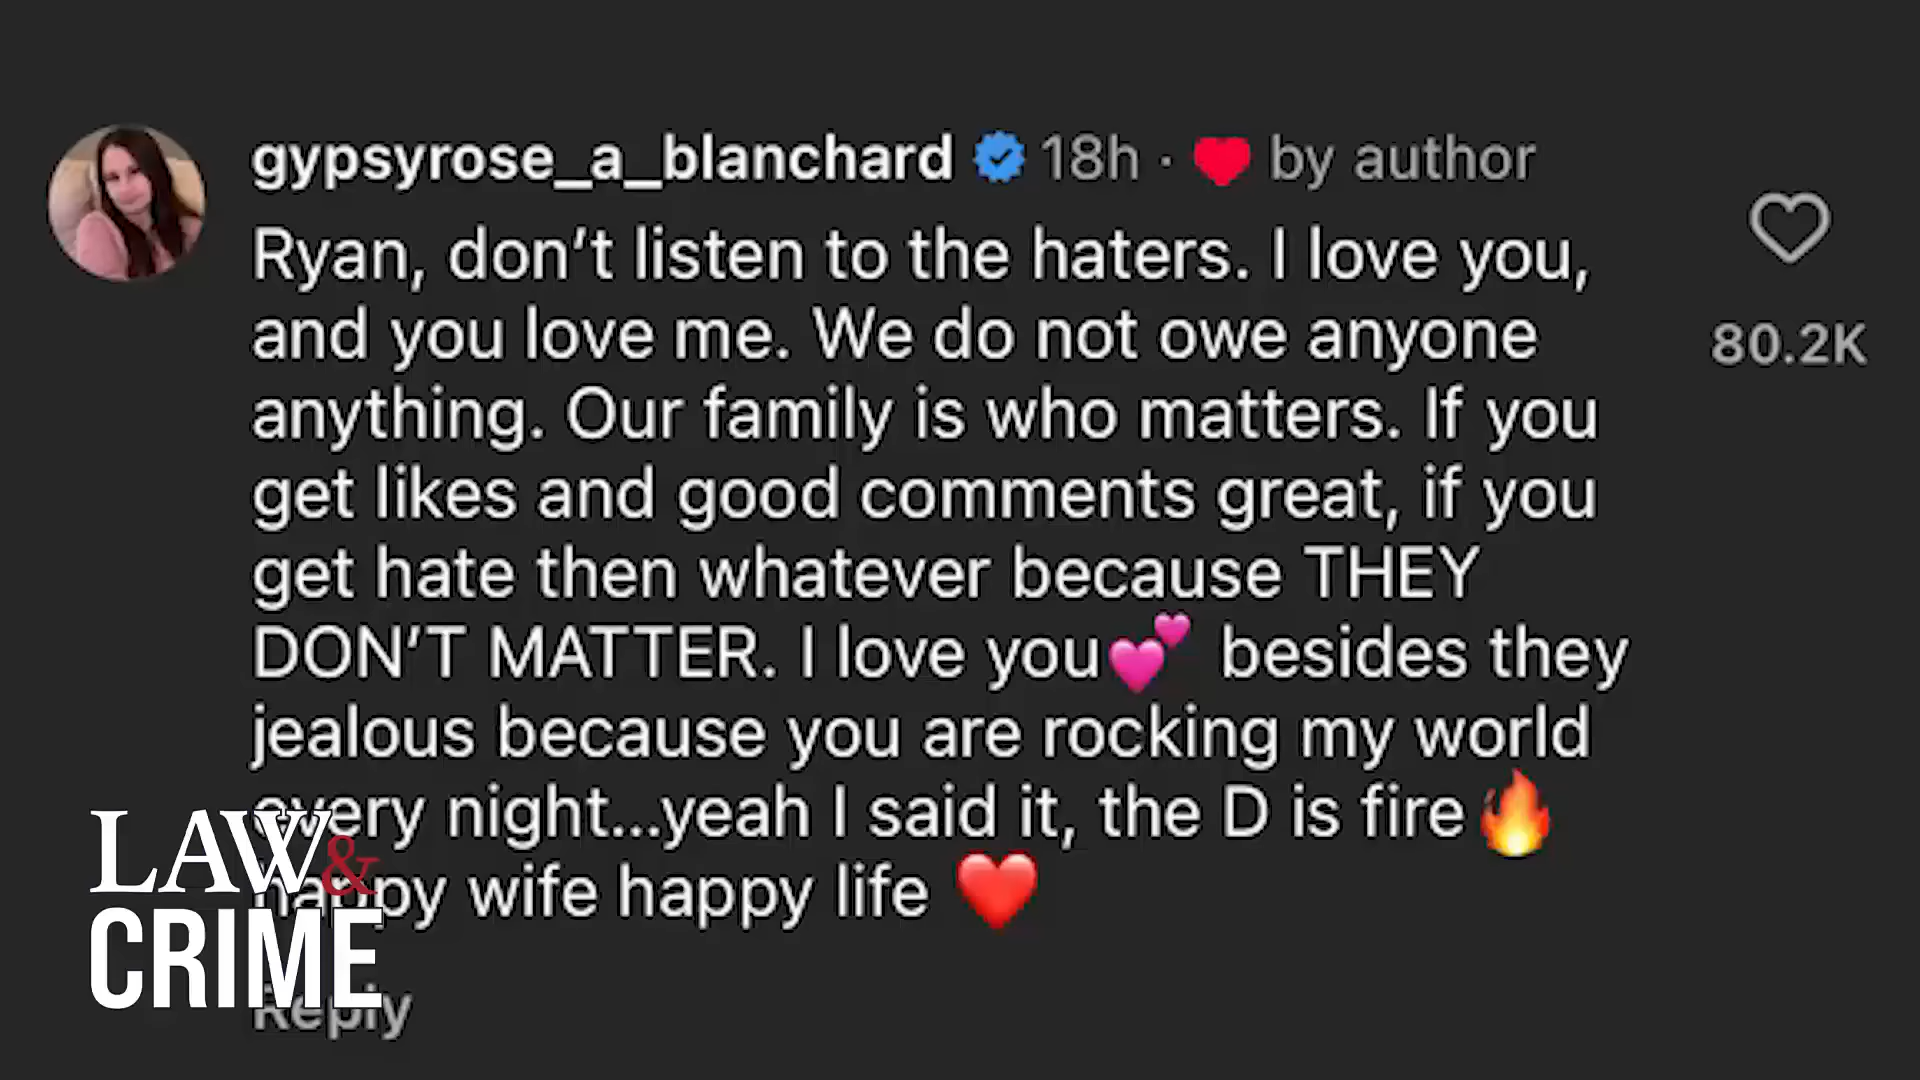 gypsyrose_a_blanchard 18h · ❤️ by author
Ryan, don’t listen to the haters. I love you,
and you love me. We do not owe anyone
anything. Our family is who matters. If you
get likes and good comments great, if you
get hate then whatever because THEY
DON’T MATTER. I love you💕 besides they
jealous because you are rocking my world
every night...yeah I said it, the D is fire🔥
happy wife happy life ❤️
Reply
80.2K
LAW&
CRIME